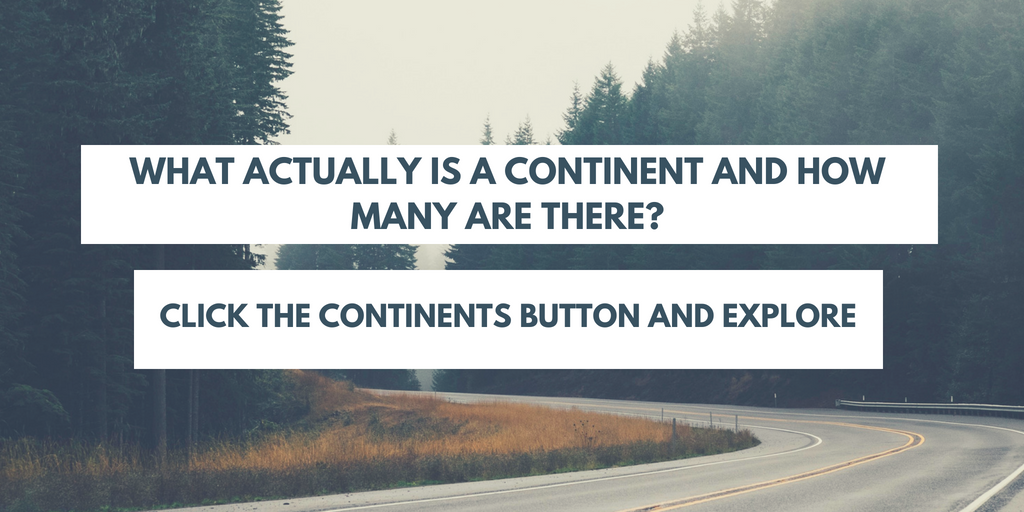 WHAT ACTUALLY IS A CONTINENT AND HOW
MANY ARE THERE?
CLICK THE CONTINENTS BUTTON AND EXPLORE